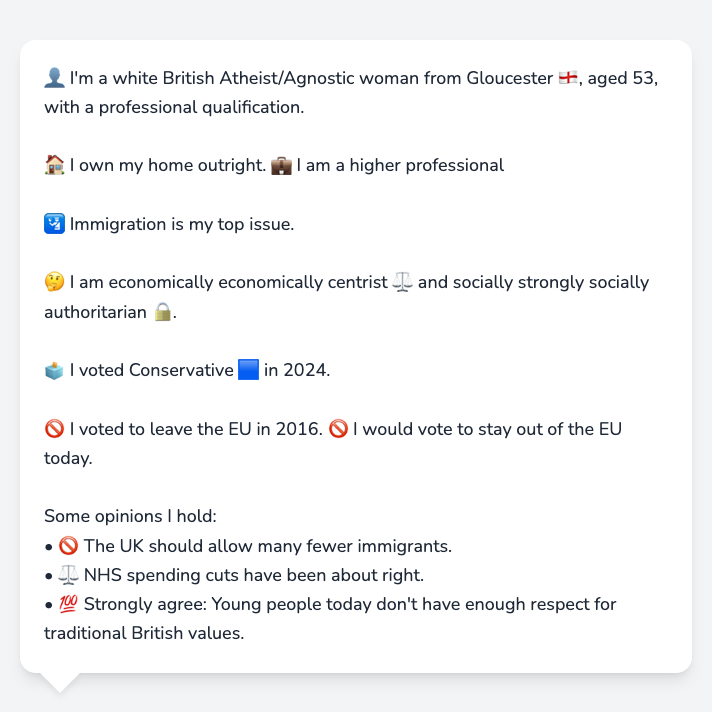 👤 I'm a white British Atheist/Agnostic woman from Gloucester 🏴󠁧󠁢󠁥󠁮󠁧󠁿, aged 53,
with a professional qualification.
🏠 I own my home outright. 💼 I am a higher professional
🛂 Immigration is my top issue.
🤔 I am economically economically centrist ⚖️ and socially strongly socially
authoritarian 🔒.
🗳️ I voted Conservative 🟦 in 2024.
🚫 I voted to leave the EU in 2016. 🚫 I would vote to stay out of the EU
today.
Some opinions I hold:
• 🚫 The UK should allow many fewer immigrants.
• ⚖️ NHS spending cuts have been about right.
• 💯 Strongly agree: Young people today don't have enough respect for
traditional British values.